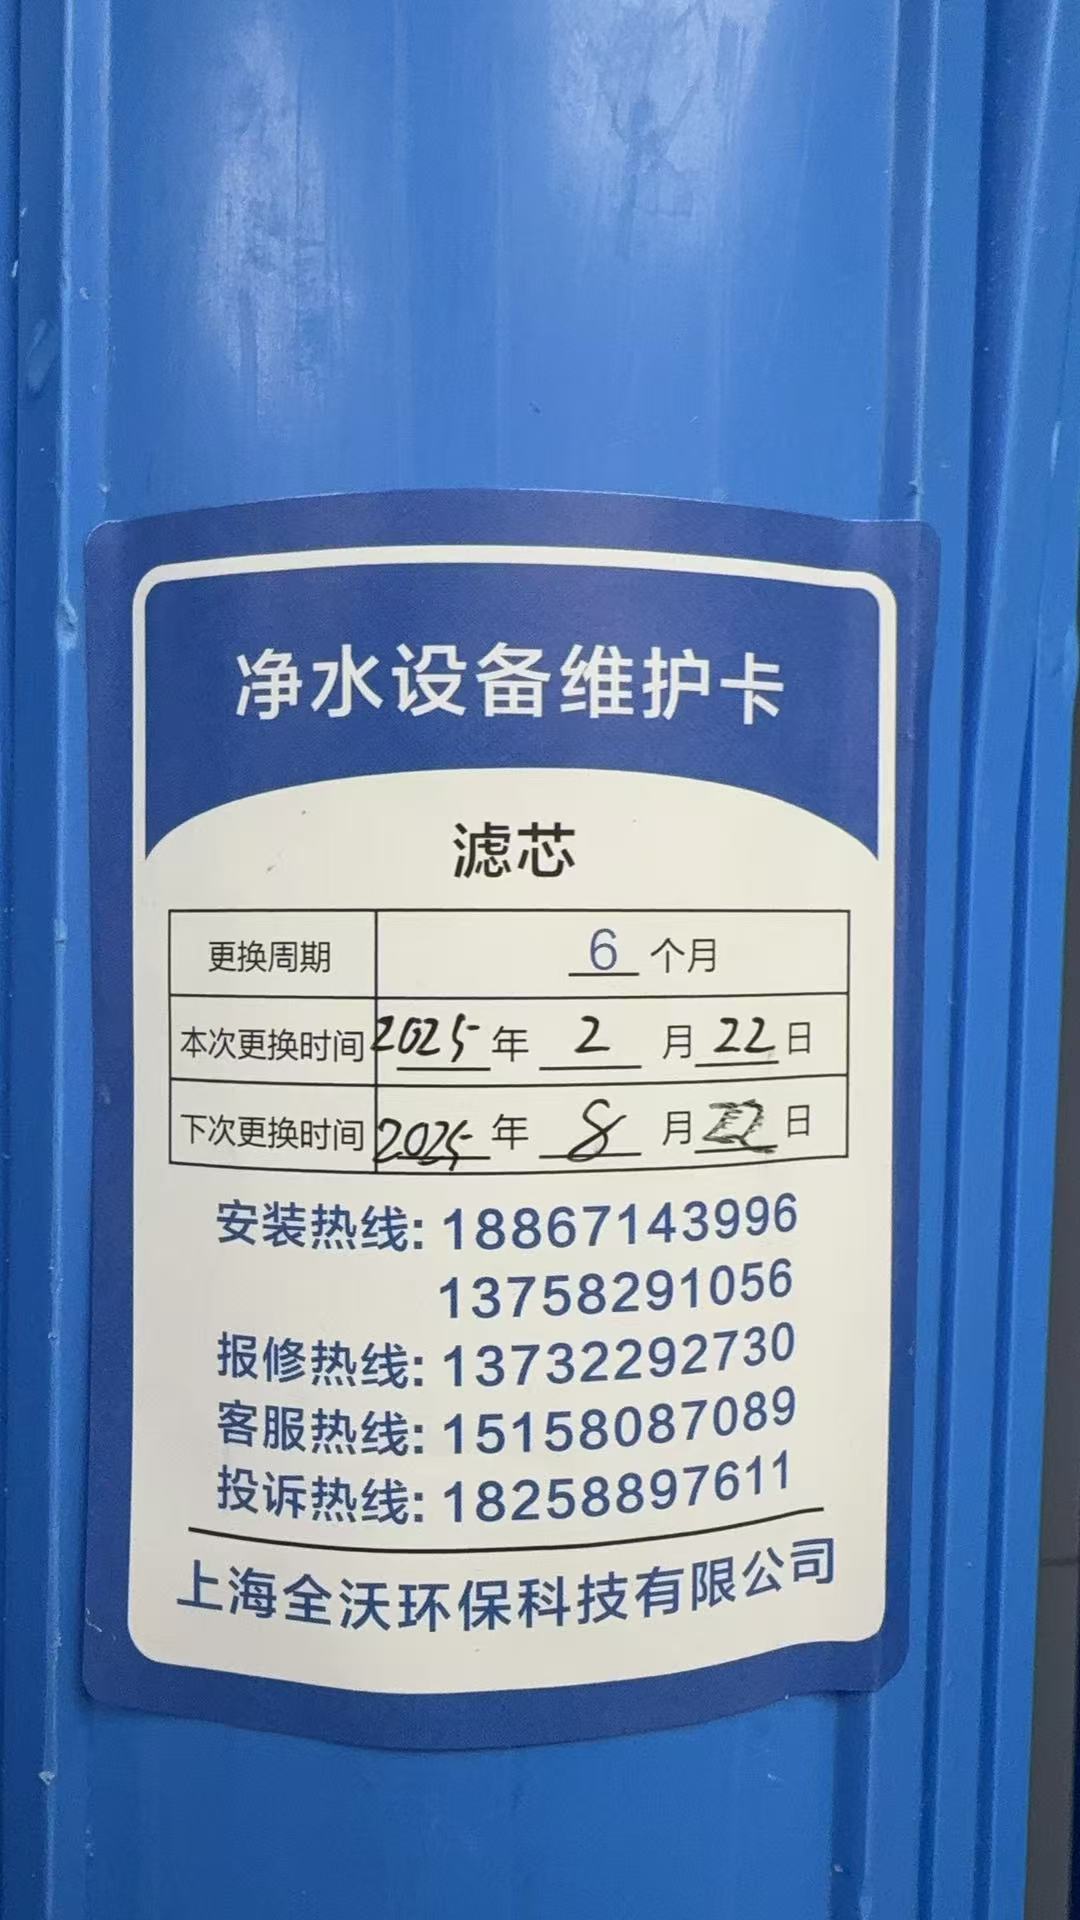 净水设备维护卡
滤芯
更换周期 6 个月
本次更换时间 2025 年 2 月 22 日
下次更换时间 2025 年 8 月 22 日
安装热线: 18867143996
13758291056
报修热线: 13732292730
客服热线: 15158087089
投诉热线: 18258897611
上海全沃环保科技有限公司